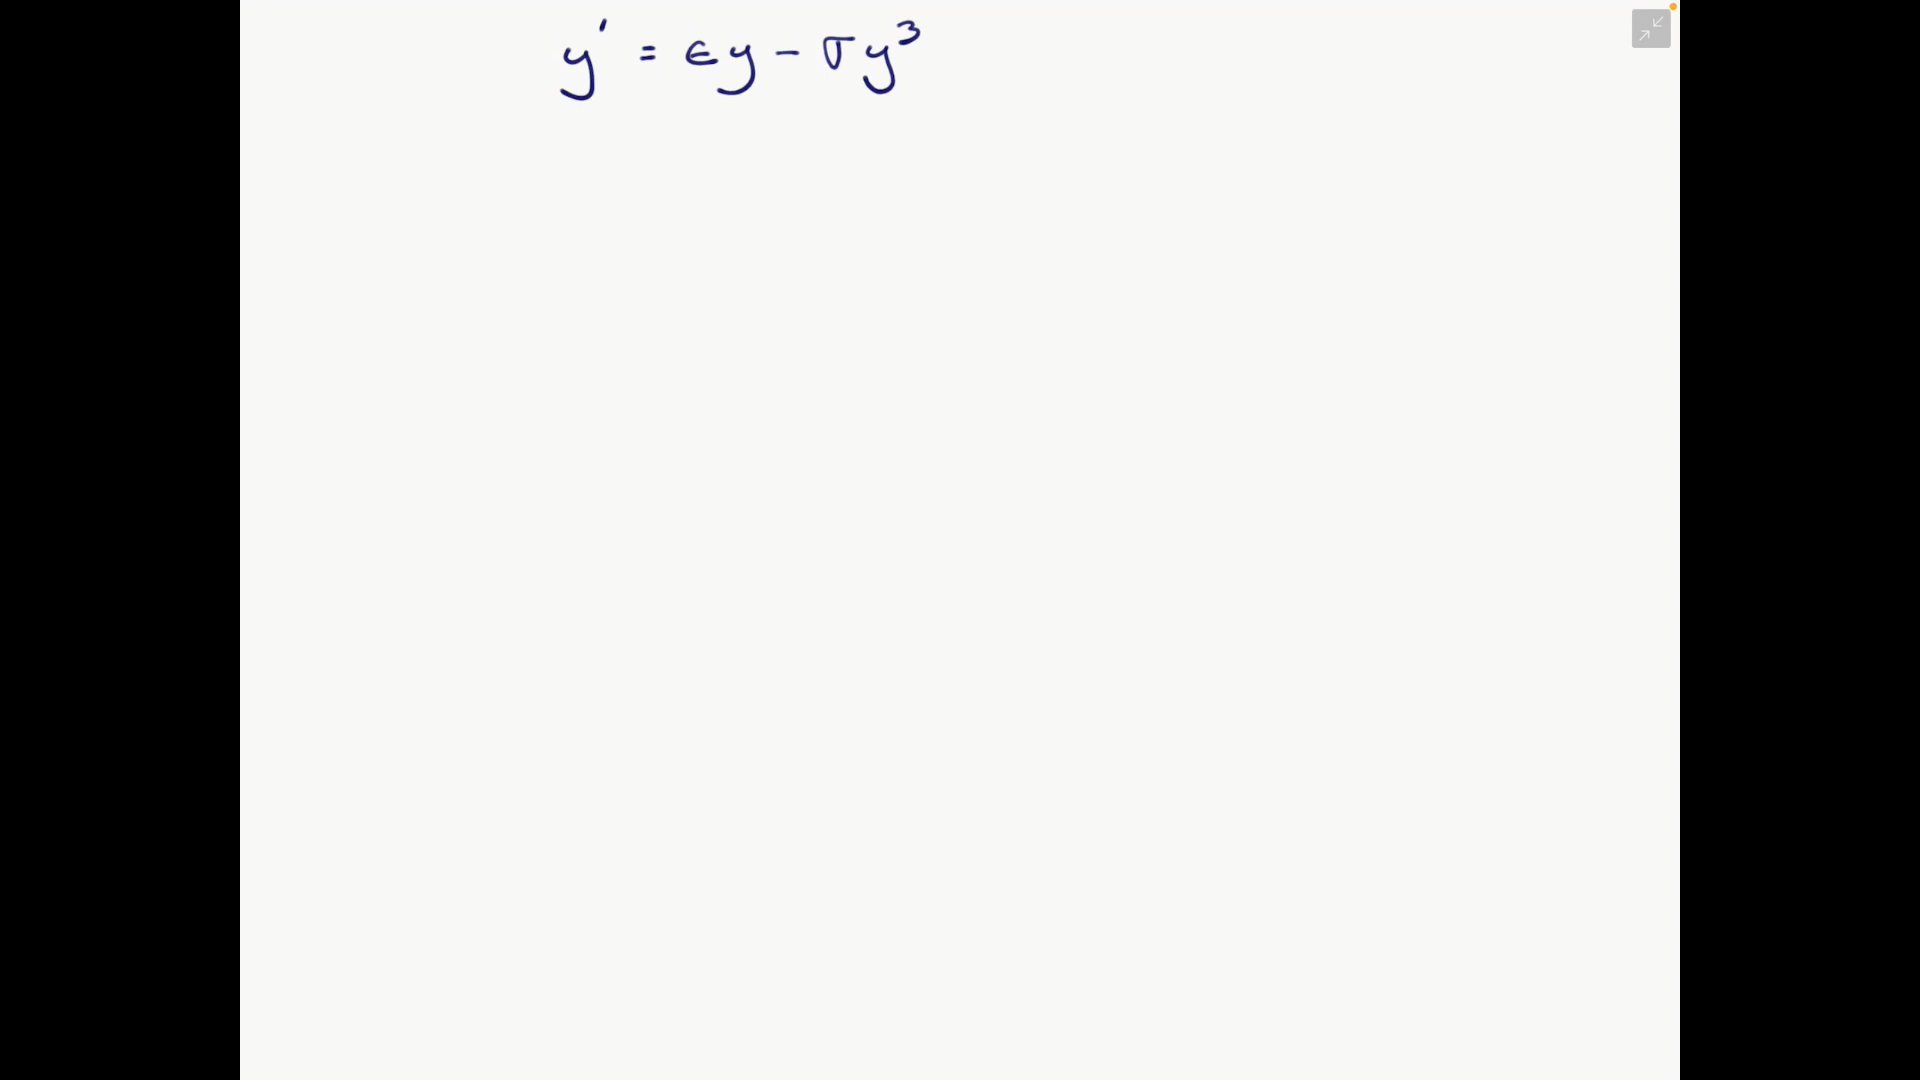 y' = εy - σy³